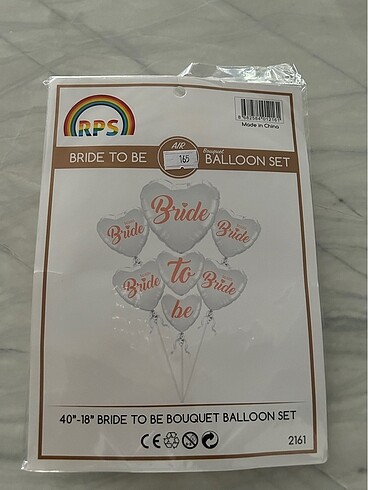 RPS
Made in China
BRIDE TO BE
AIR
165
Bouquet
BALLOON SET
Bride
Bride
Bride
Bride
to
Bride
be
40"-18" BRIDE TO BE BOUQUET BALLOON SET
CE
2161